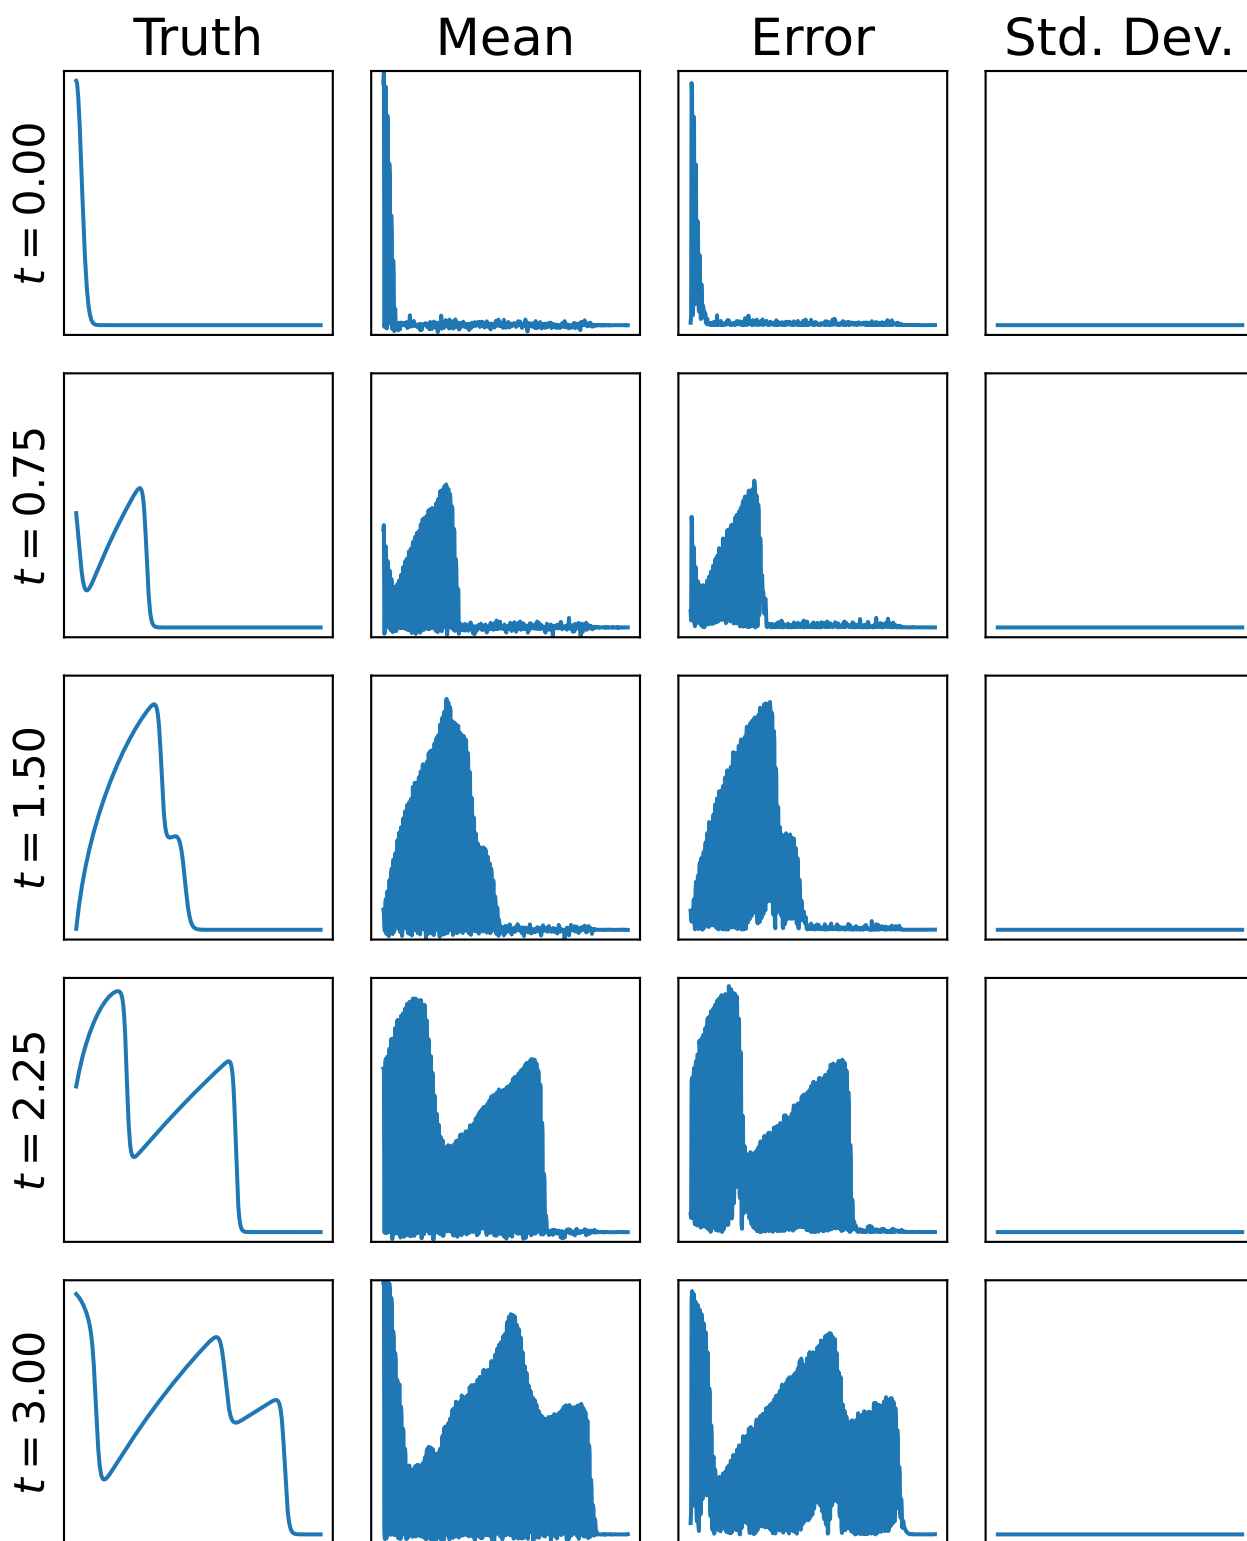 Truth Mean Error Std. Dev.
t = 0.00
t = 0.75
t = 1.50
t = 2.25
t = 3.00